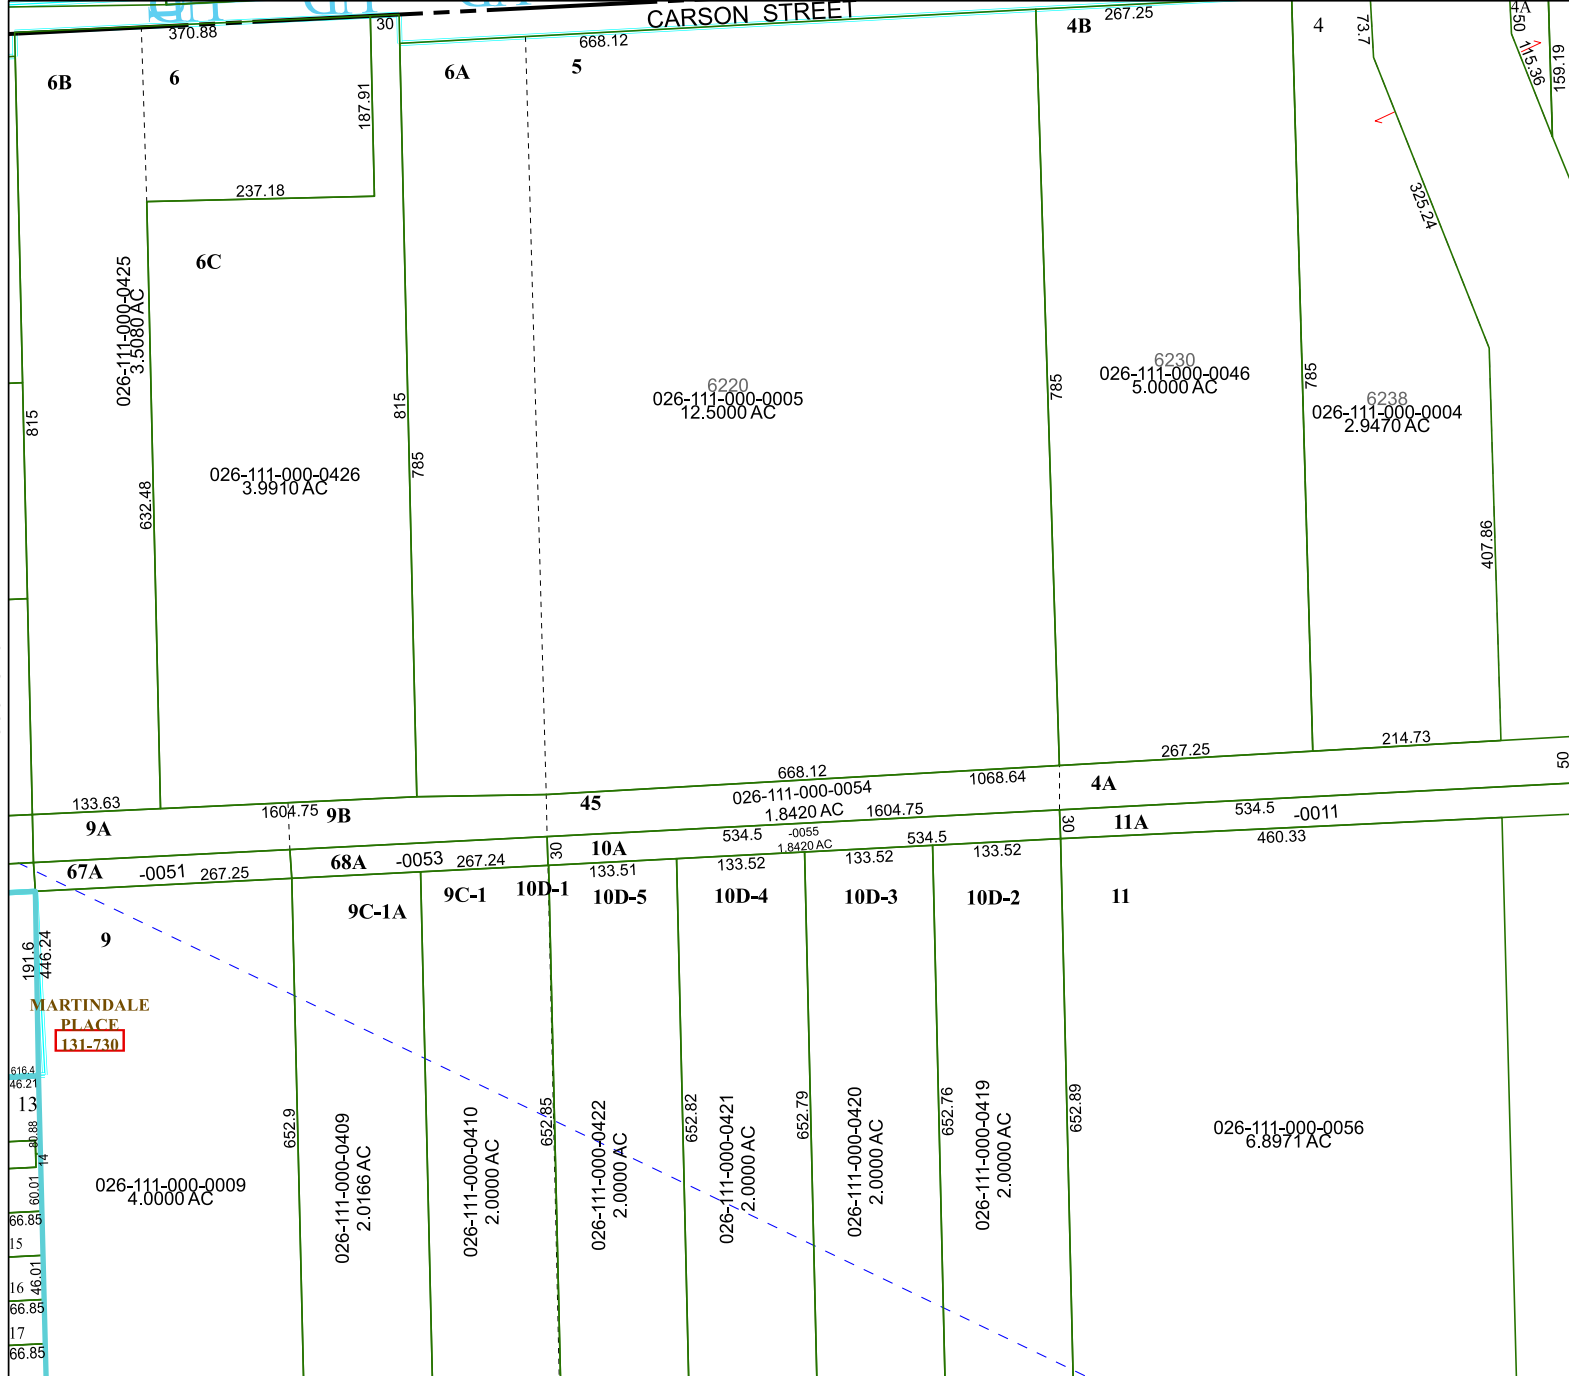 CARSON STREET
370.88
30
668.12
267.25
4B
4
73.7
4A
50
115.36
159.19
6B
6
6A
5
187.91
237.18
325.24
6C
026-111-000-0425
3.5080 AC
815
632.48
026-111-000-0426
3.9910 AC
815
785
6220
026-111-000-0005
12.5000 AC
785
6230
026-111-000-0046
5.0000 AC
785
6238
026-111-000-0004
2.9470 AC
407.86
133.63
1604.75
668.12
1068.64
267.25
214.73
50
9A
9B
45
026-111-000-0054
1.8420 AC
1604.75
4A
534.5
-0011
67A
-0051
267.25
68A
-0053
267.24
30
10A
534.5
-0055
1.8420 AC
534.5
30
11A
460.33
133.51
133.52
133.52
133.52
9
9C-1A
9C-1
10D-1
10D-5
10D-4
10D-3
10D-2
11
191.6
446.24
MARTINDALE
PLACE
131-730
616.4
46.21
13
80.88
14
60.01
66.85
15
46.01
16
66.85
17
66.85
026-111-000-0009
4.0000 AC
652.9
026-111-000-0409
2.0166 AC
026-111-000-0410
2.0000 AC
652.85
026-111-000-0422
2.0000 AC
652.82
026-111-000-0421
2.0000 AC
652.79
026-111-000-0420
2.0000 AC
652.76
026-111-000-0419
2.0000 AC
652.89
026-111-000-0056
6.8971 AC